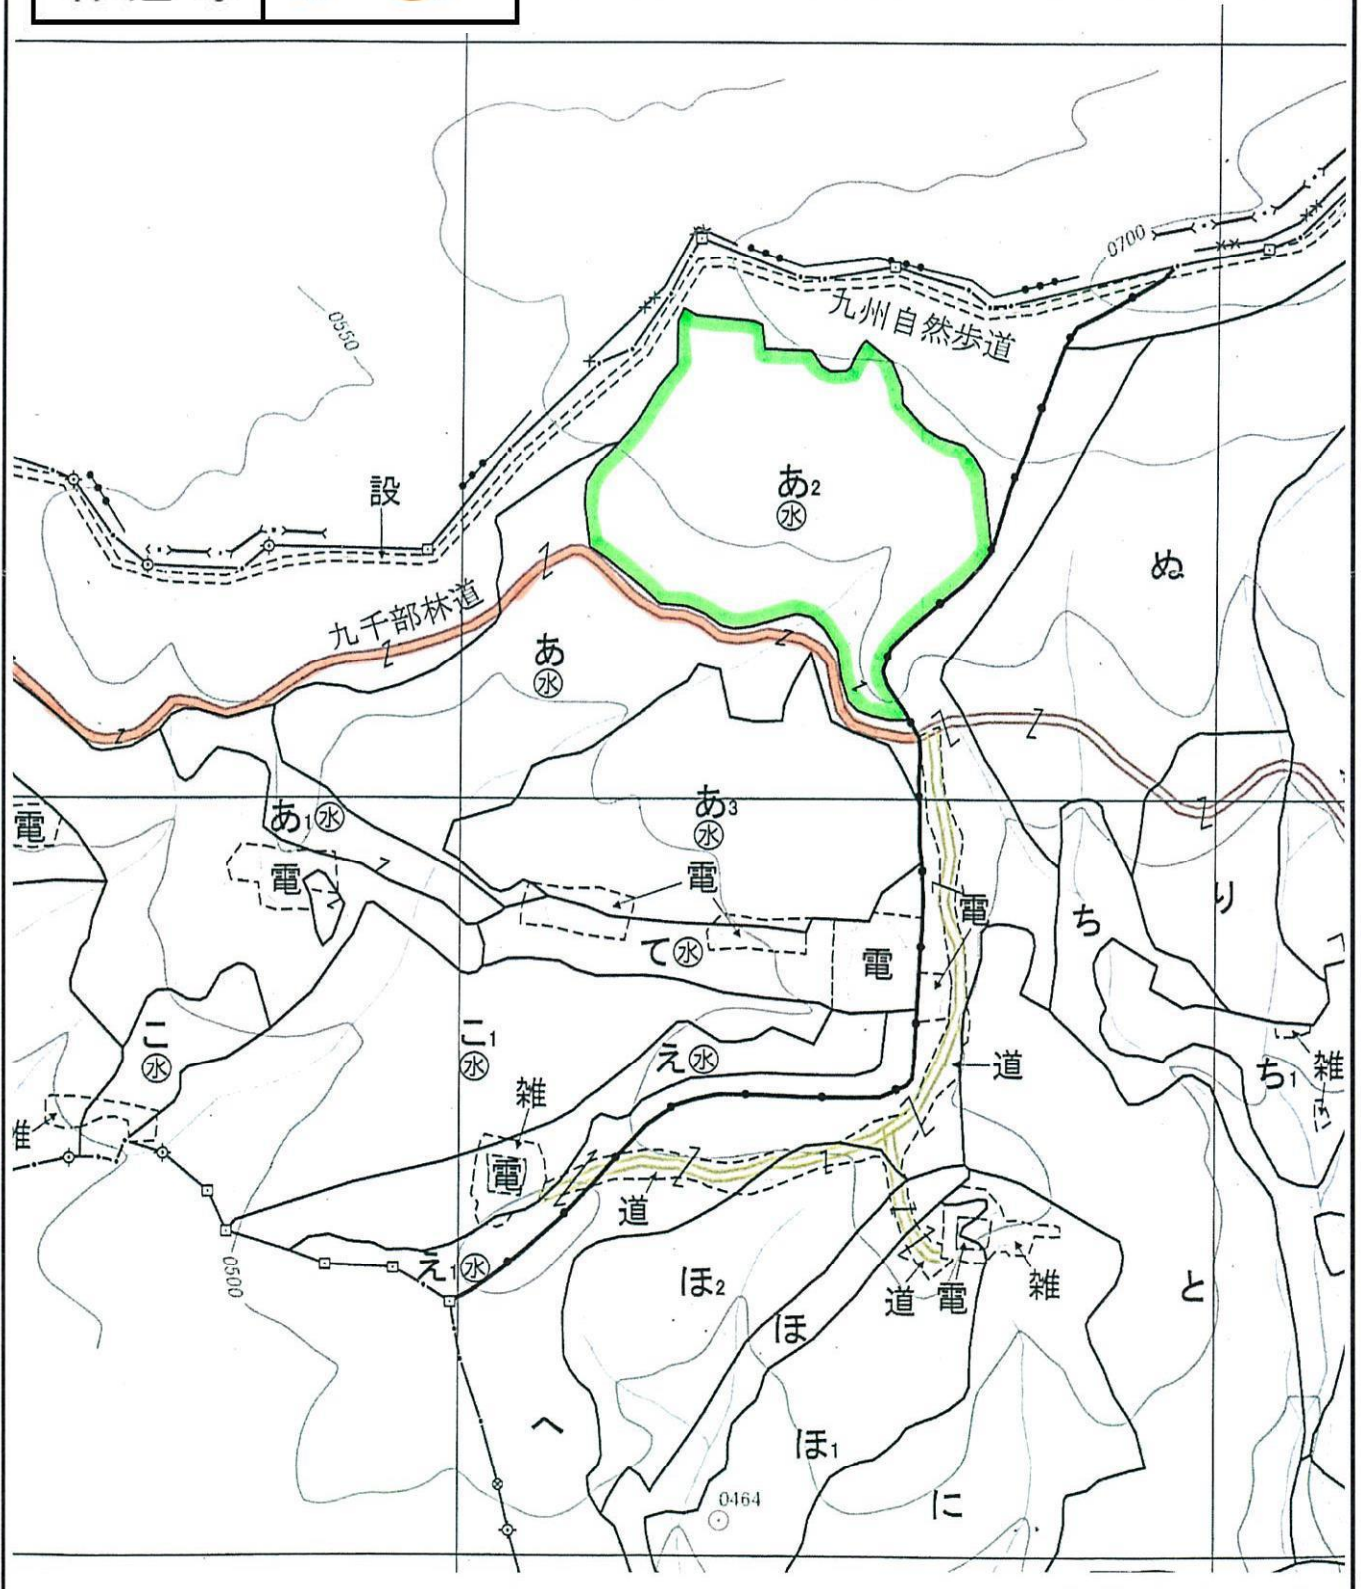 0700
九州自然歩道
0550
設
あ2
水
ぬ
九千部林道
あ
水
あ3
水
あ1 水
電
電
電
電
り
ち
て 水
電
こ
水
こ1
水
え 水
道
ち1
雑
雑
電
道
え1 水
0500
ほ2
道
電
雑
と
ほ
へ
ほ1
に
0464